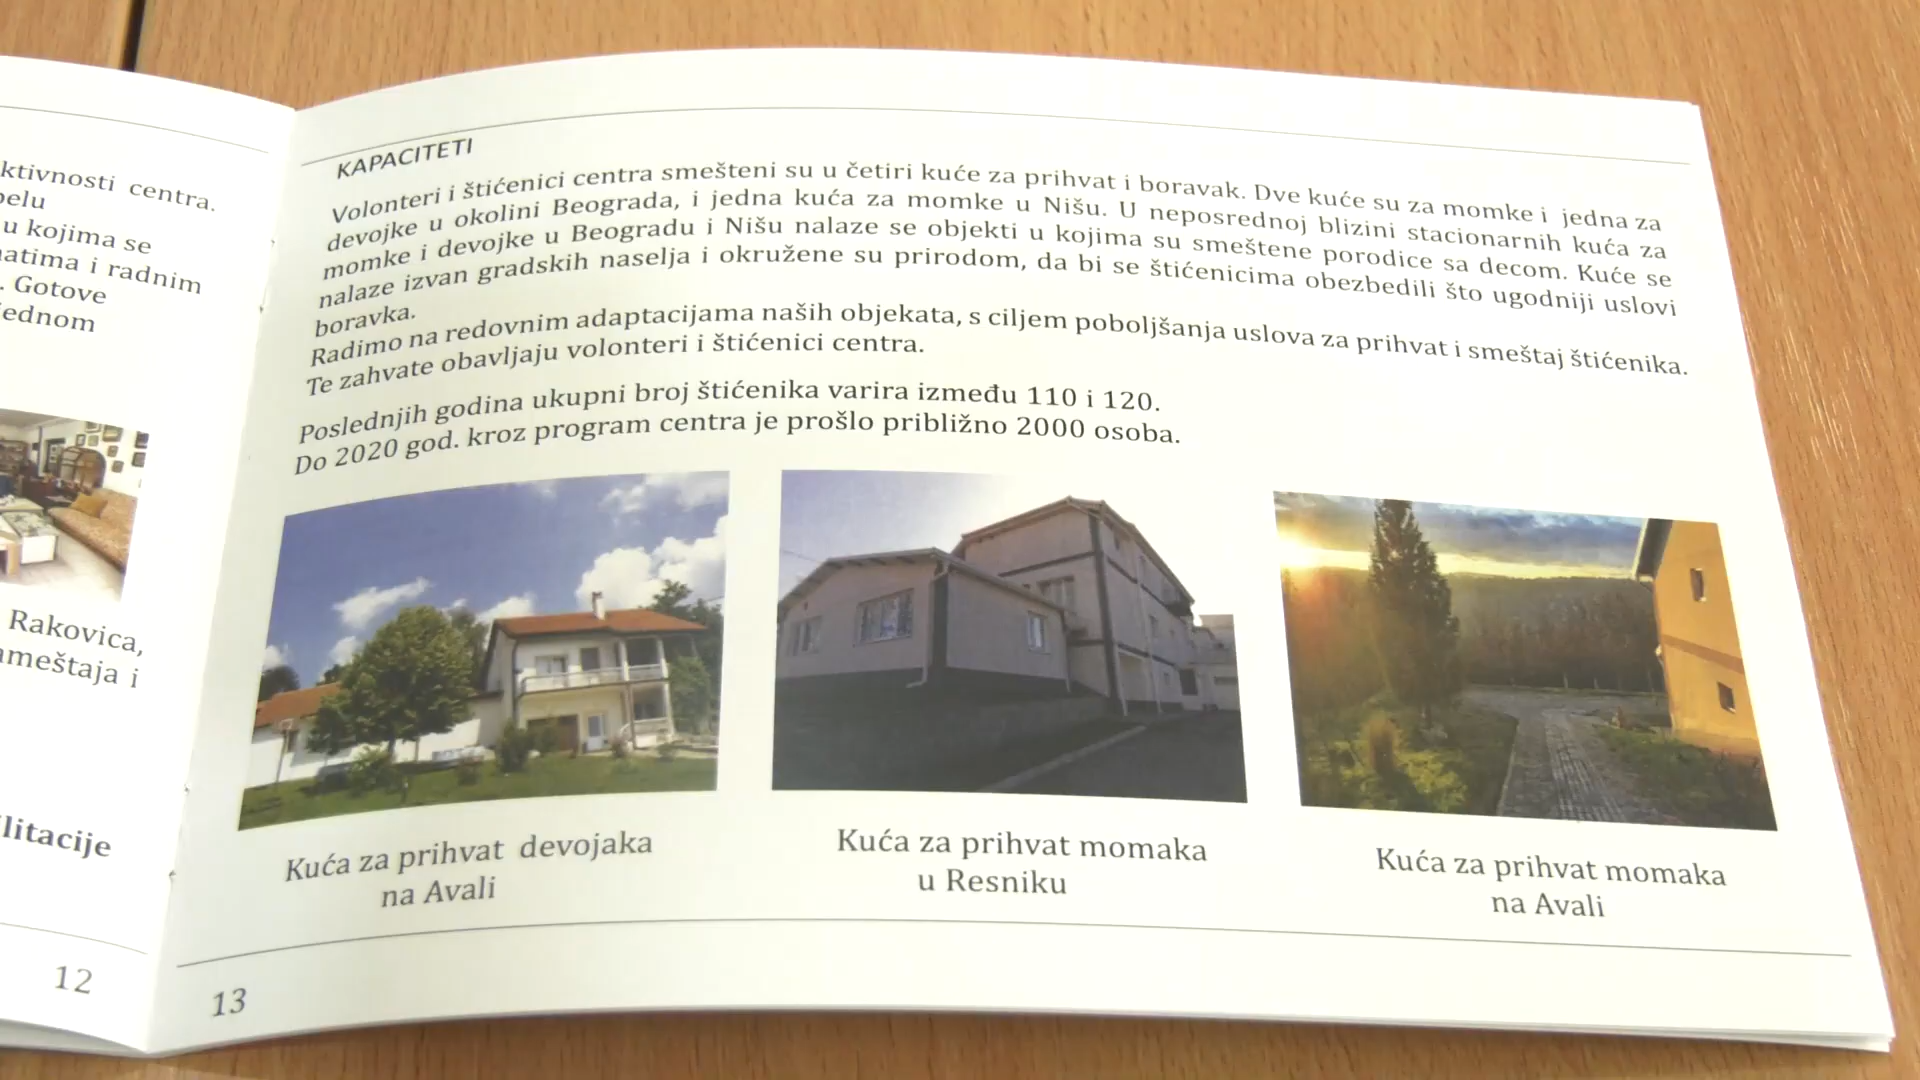 ktivnosti centra.
u kojima se
i radnim
Gotove
Rakovica,
i
12
KAPACITETI
Volonteri i štićenici centra smešteni su u četiri kuće za prihvat i boravak. Dve kuće su za momke i jedna za
devojke u okolini Beograda, i jedna kuća za momke u Nišu. U neposrednoj blizini stacionarnih kuća za
momke i devojke u Beogradu i Nišu nalaze se objekti u kojima su smeštene porodice sa decom. Kuće se
nalaze izvan gradskih naselja i okružene su prirodom, da bi se štićenicima obezbedili što ugodniji uslovi
boravka.
Radimo na redovnim adaptacijama naših objekata, s ciljem poboljšanja uslova za prihvat i smeštaj štićenika.
Te zahvate obavljaju volonteri i štićenici centra.
Poslednjih godina ukupni broj štićenika varira između 110 i 120.
Do 2020 god. kroz program centra je prošlo približno 2000 osoba.
Kuća za prihvat devojaka
na Avali
Kuća za prihvat momaka
u Resniku
Kuća za prihvat momaka
na Avali
13